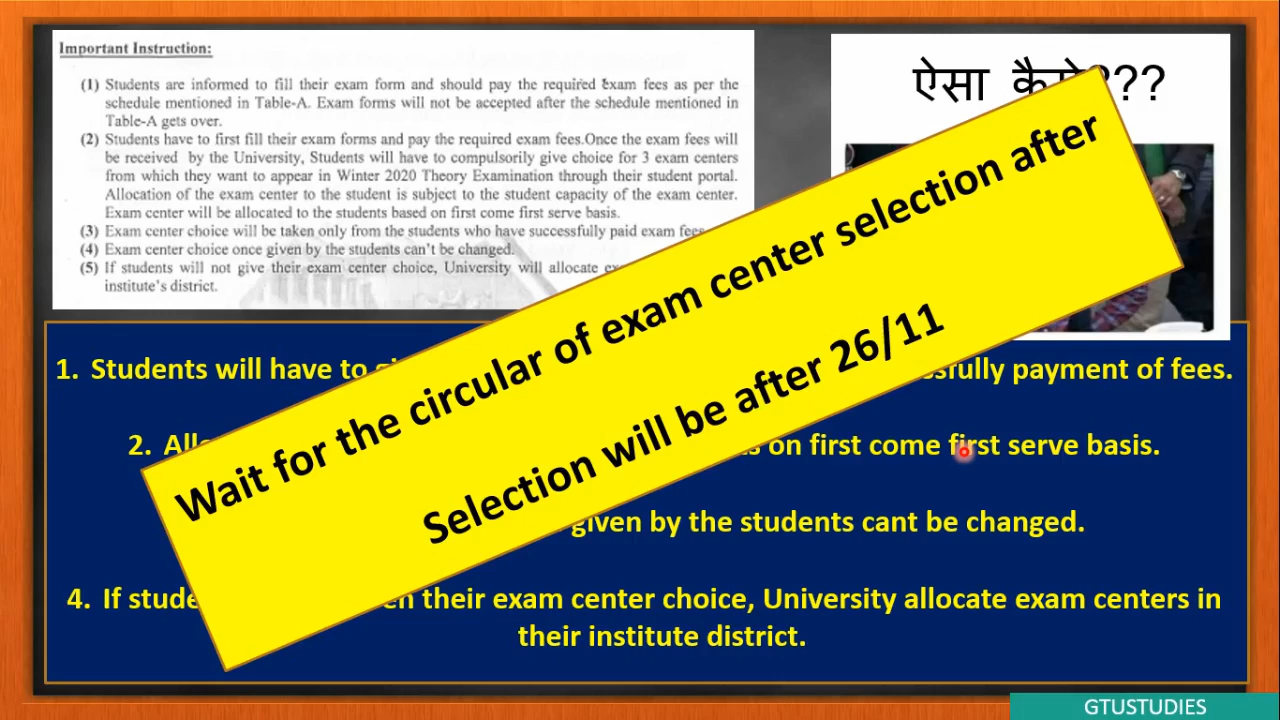 Important Instruction:
(1) Students are informed to fill their exam form and should pay the required exam fees as per the
schedule mentioned in Table-A. Exam forms will not be accepted after the schedule mentioned in
Table-A gets over.
(2) Students have to first fill their exam forms and pay the required exam fees.Once the exam fees will
be received by the University, Students will have to compulsorily give choice for 3 exam centers
from which they want to appear in Winter 2020 Theory Examination through their student portal.
Allocation of the exam center to the student is subject to the student capacity of the exam center.
Exam center will be allocated to the students based on first come first serve basis.
(3) Exam center choice will be taken only from the students who have successfully paid exam fees
(4) Exam center choice once given by the students can't be changed.
(5) If students will not give their exam center choice, University will allocate
institute's district.
ऐसा ???
Wait for the circular of exam center selection after
Selection will be after 26/11
1. Students will have to payment of fees.
2. on first come first serve basis.
given by the students cant be changed.
4. If their exam center choice, University allocate exam centers in
their institute district.
GTUSTUDIES